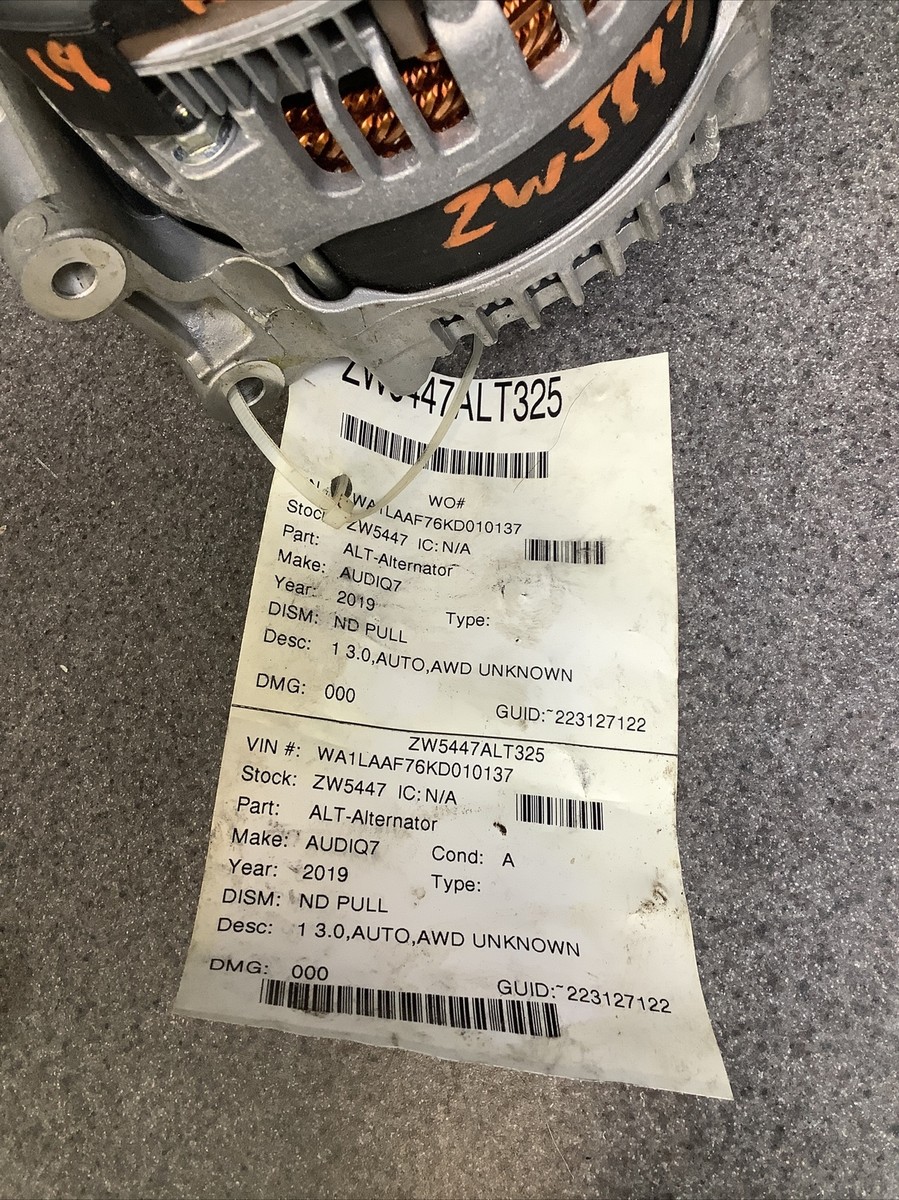 19
ZW5447
ZW5447ALT325
WO#
WA1LAAF76KD010137
Stock: ZW5447 IC: N/A
Part: ALT-Alternator
Make: AUDIQ7
Year: 2019
Type:
DISM: ND PULL
Desc: 1 3.0,AUTO,AWD UNKNOWN
DMG: 000
GUID:~223127122
ZW5447ALT325
VIN #: WA1LAAF76KD010137
Stock: ZW5447 IC: N/A
Part: ALT-Alternator
Make: AUDIQ7
Cond: A
Year: 2019
Type:
DISM: ND PULL
Desc: 1 3.0,AUTO,AWD UNKNOWN
DMG: 000
GUID:~223127122